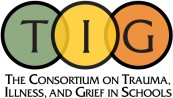 TIG
THE CONSORTIUM ON TRAUMA,
ILLNESS, AND GRIEF IN SCHOOLS